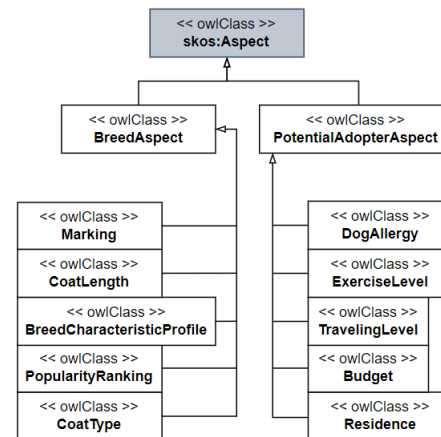 << owlClass >>
skos:Aspect
<< owlClass >>
BreedAspect
<< owlClass >>
PotentialAdopterAspect
<< owlClass >>
Marking
<< owlClass >>
CoatLength
<< owlClass >>
BreedCharacteristicProfile
<< owlClass >>
PopularityRanking
<< owlClass >>
CoatType
<< owlClass >>
DogAllergy
<< owlClass >>
ExerciseLevel
<< owlClass >>
TravelingLevel
<< owlClass >>
Budget
<< owlClass >>
Residence